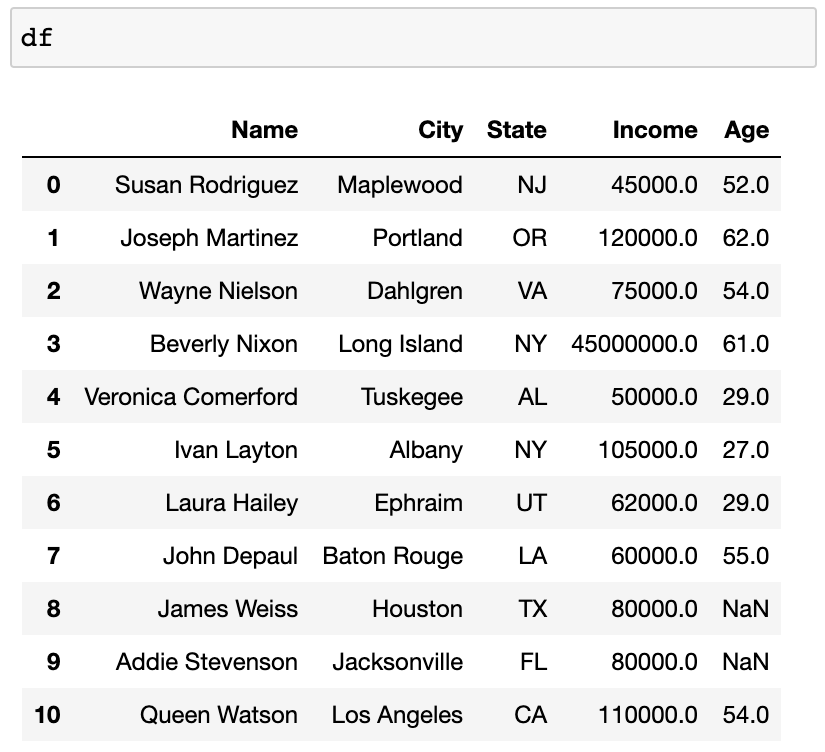 df
Name City State Income Age
0 Susan Rodriguez Maplewood NJ 45000.0 52.0
1 Joseph Martinez Portland OR 120000.0 62.0
2 Wayne Nielson Dahlgren VA 75000.0 54.0
3 Beverly Nixon Long Island NY 45000000.0 61.0
4 Veronica Comerford Tuskegee AL 50000.0 29.0
5 Ivan Layton Albany NY 105000.0 27.0
6 Laura Hailey Ephraim UT 62000.0 29.0
7 John Depaul Baton Rouge LA 60000.0 55.0
8 James Weiss Houston TX 80000.0 NaN
9 Addie Stevenson Jacksonville FL 80000.0 NaN
10 Queen Watson Los Angeles CA 110000.0 54.0